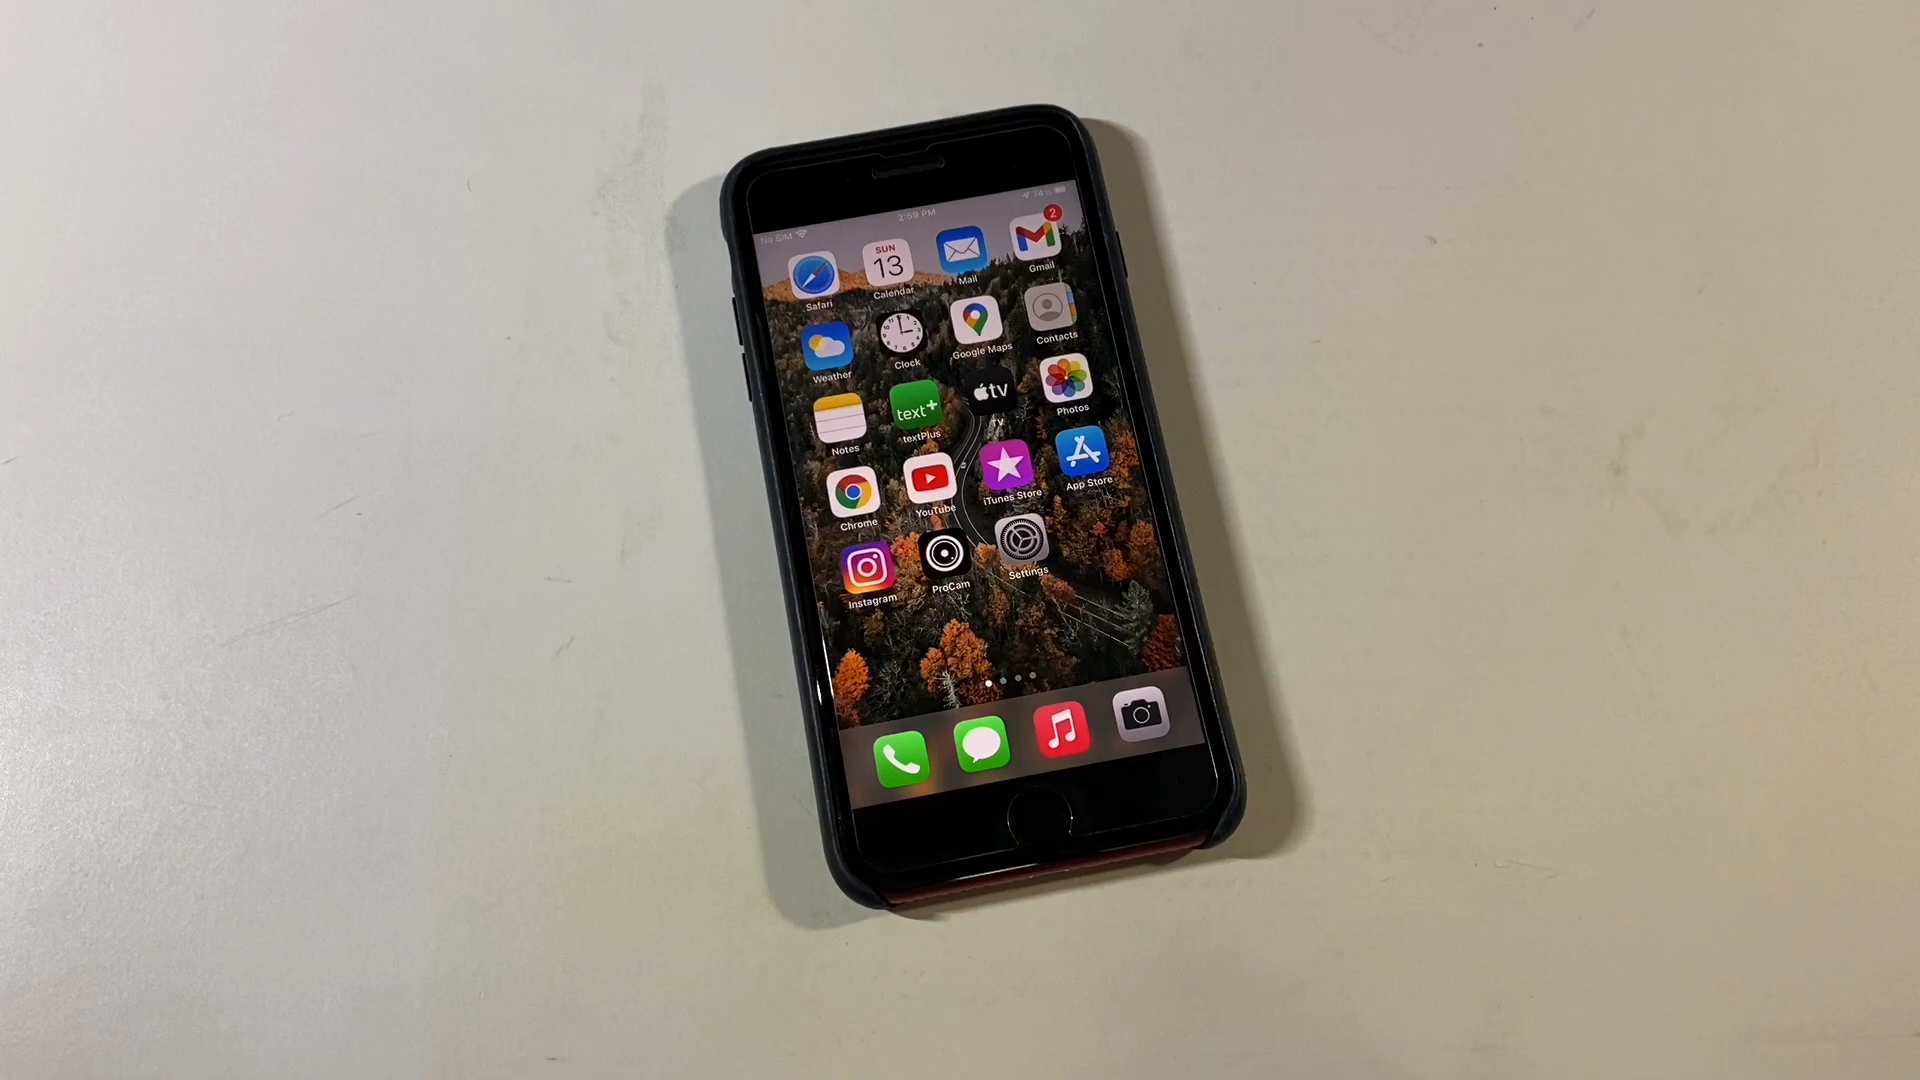 No SIM 2:59 PM 74%
2
SUN
13
Safari Calendar Mail Gmail
Weather Clock Google Maps Contacts
text+
tv
Notes textPlus TV Photos
Chrome YouTube iTunes Store App Store
Instagram ProCam Settings